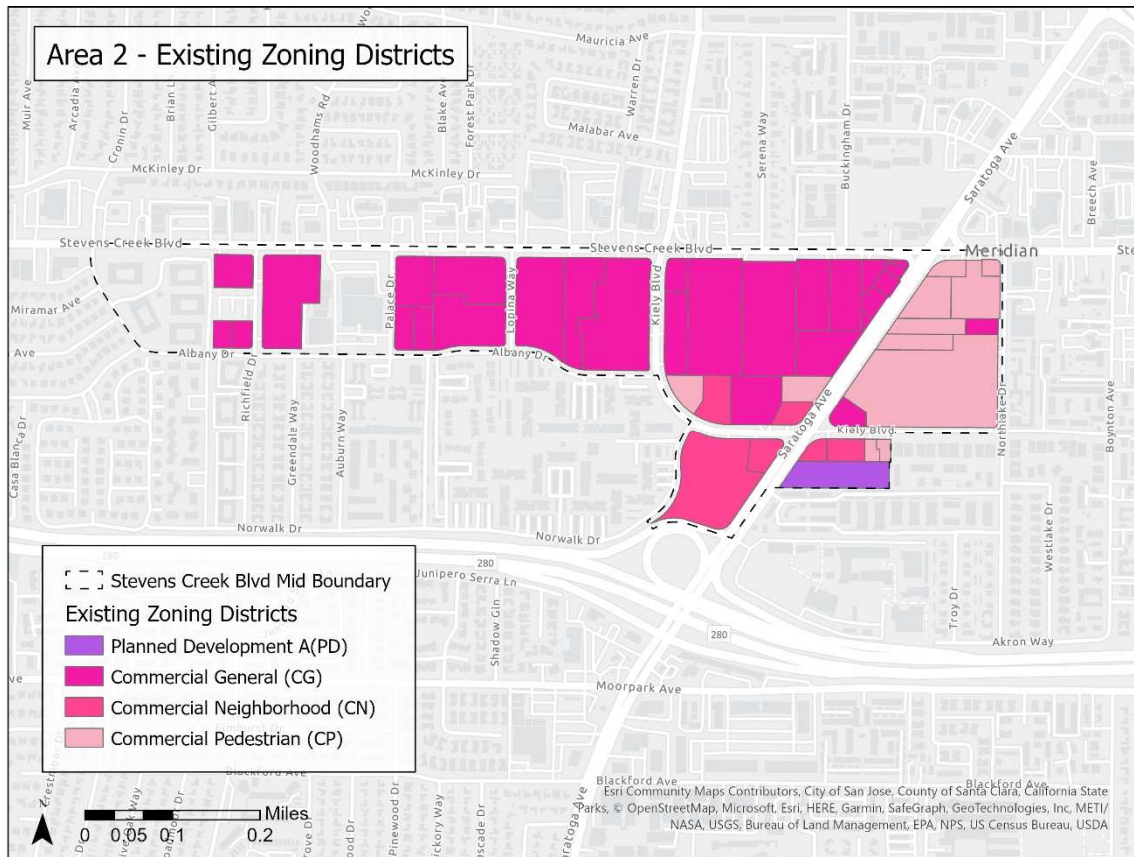 Area 2 - Existing Zoning Districts
Mauricia Ave
Muir Ave
Arcadia Ave
Brian Ln
Gilbert Ave
Cronin Dr
Woodhams Rd
Blake Ave
Forest Park Dr
Warren Dr
Malabar Ave
Serena Way
Buckingham Dr
Saratoga Ave
Breech Ave
McKinley Dr
McKinley Dr
Stevens Creek Blvd
Stevens Creek Blvd
Meridian
Ste
Miramar Ave
Ave
Palace Dr
Lopina Way
Kiely Blvd
Albany Dr
Albany Dr
Richfield Dr
Greendale Way
Auburn Way
Casa Blanca Dr
Saratoga Ave
Kiely Blvd
Northlake Dr
Boynton Ave
Norwalk Dr
Norwalk Dr
280
280
280
Junipero Serra Ln
Shadow Gln
Westlake Dr
Troy Dr
Akron Way
Moorpark Ave
Stevens Creek Blvd Mid Boundary
Existing Zoning Districts
Planned Development A(PD)
Commercial General (CG)
Commercial Neighborhood (CN)
Commercial Pedestrian (CP)
Blackford Ave
Blackford Ave
Blackford Ave
Pinewood Dr
Saratoga Ave
N
Miles
0 0.05 0.1 0.2
Esri Community Maps Contributors, City of San Jose, County of Santa Clara, California State
Parks, © OpenStreetMap, Microsoft, Esri, HERE, Garmin, SafeGraph, GeoTechnologies, Inc, METI/
NASA, USGS, Bureau of Land Management, EPA, NPS, US Census Bureau, USDA